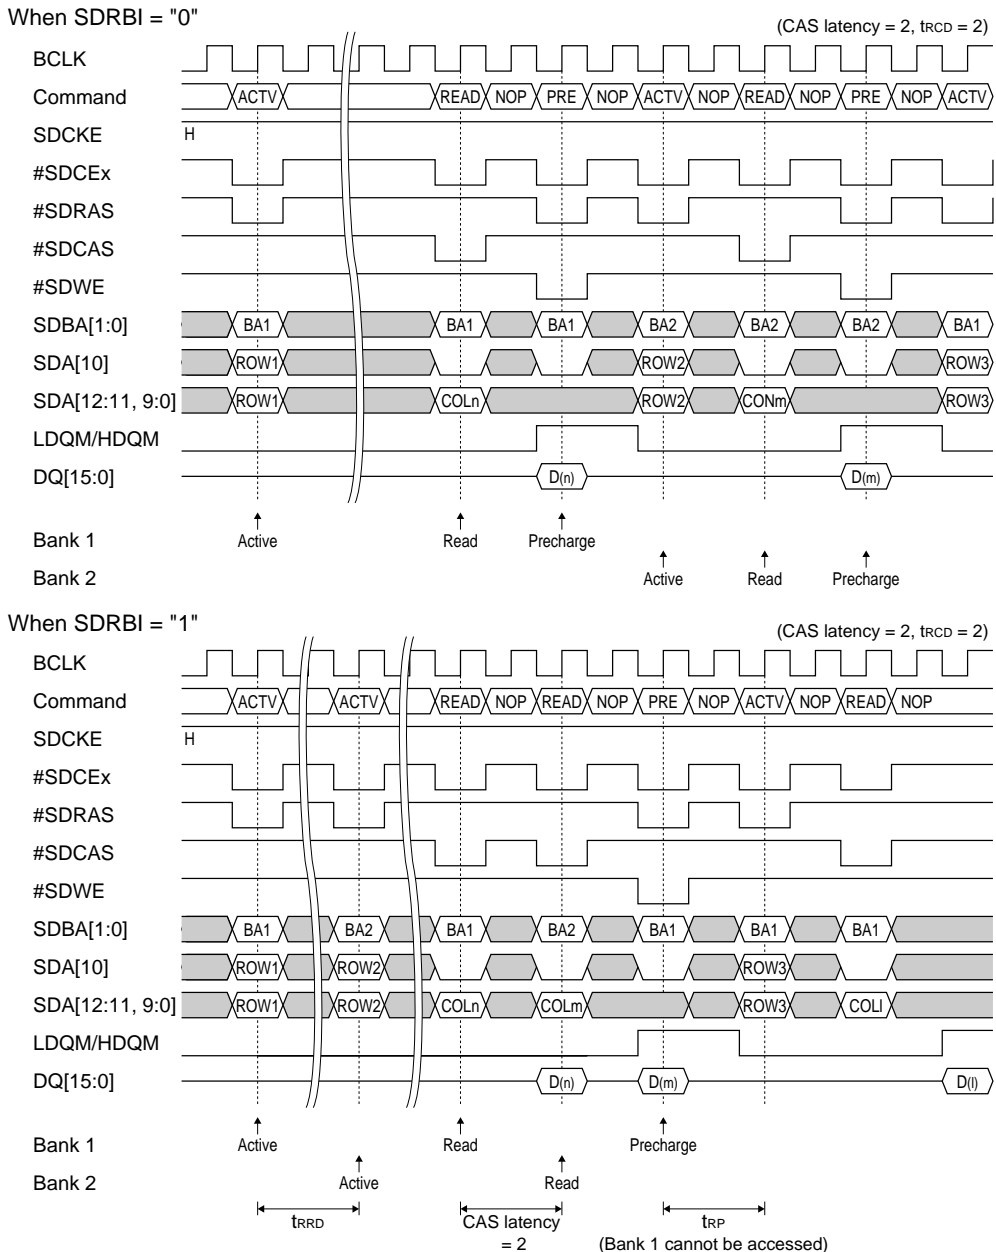 When SDRBI = "0"
(CAS latency = 2, tRCD = 2)
BCLK
Command ACTV READ NOP PRE NOP ACTV NOP READ NOP PRE NOP ACTV
SDCKE H
#SDCEx
#SDRAS
#SDCAS
#SDWE
SDBA[1:0] BA1 BA1 BA1 BA2 BA2 BA2 BA1
SDA[10] ROW1 ROW2 ROW3
SDA[12:11, 9:0] ROW1 COLn ROW2 CONm ROW3
LDQM/HDQM
DQ[15:0] D(n) D(m)
Bank 1 Active Read Precharge
Bank 2 Active Read Precharge
When SDRBI = "1"
(CAS latency = 2, tRCD = 2)
BCLK
Command ACTV ACTV READ NOP READ NOP PRE NOP ACTV NOP READ NOP
SDCKE H
#SDCEx
#SDRAS
#SDCAS
#SDWE
SDBA[1:0] BA1 BA2 BA1 BA2 BA1 BA1 BA1
SDA[10] ROW1 ROW2 ROW3
SDA[12:11, 9:0] ROW1 ROW2 COLn COLm ROW3 COLl
LDQM/HDQM
DQ[15:0] D(n) D(m) D(l)
Bank 1 Active Read Precharge
Bank 2 Active Read
tRRD CAS latency tRP
= 2 (Bank 1 cannot be accessed)